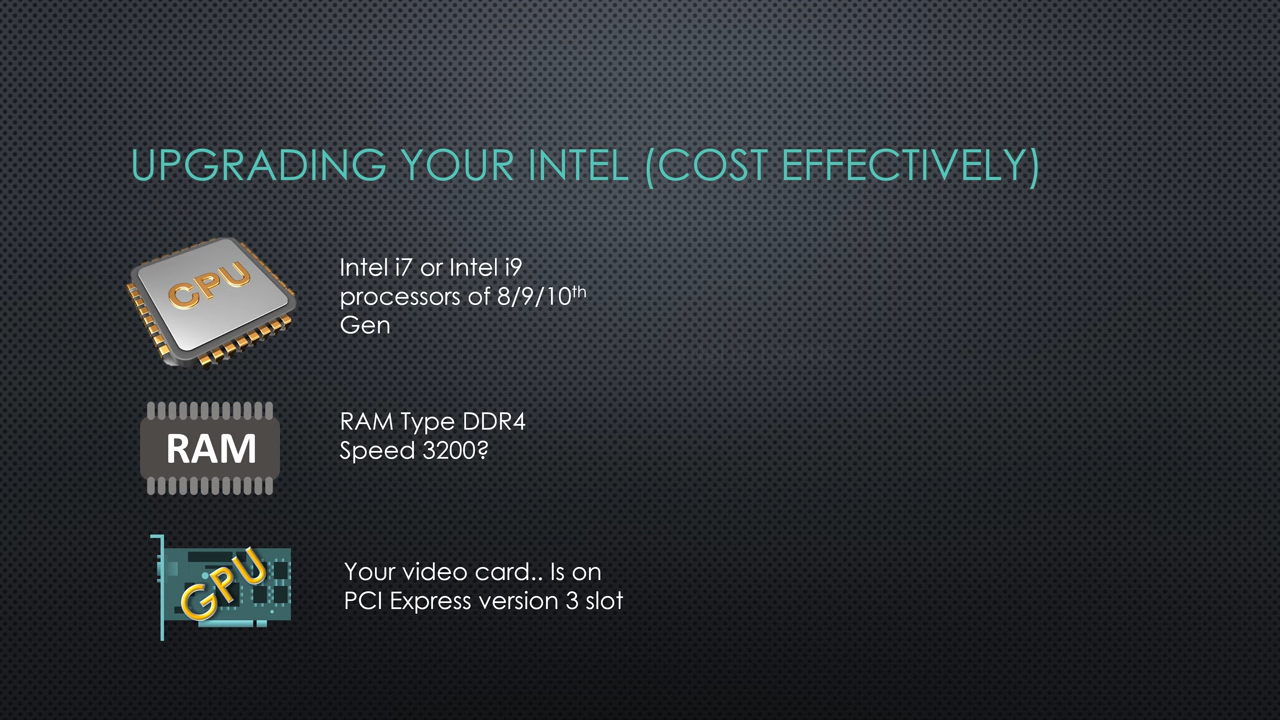 UPGRADING YOUR INTEL (COST EFFECTIVELY)
CPU
Intel i7 or Intel i9
processors of 8/9/10th
Gen
RAM
RAM Type DDR4
Speed 3200?
GPU
Your video card.. Is on
PCI Express version 3 slot